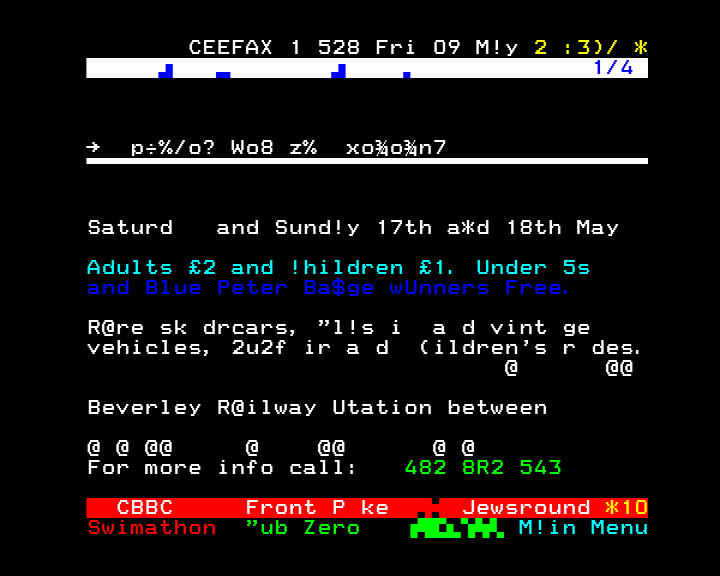 CEEFAX 1 528 Fri 09 M!y 2 :3)/ *
1/4
→ p÷%/o? Wo8 z% xo¾o¾n7
Saturd and Sund!y 17th a*d 18th May
Adults £2 and !hildren £1. Under 5s
and Blue Peter Ba$ge wUnners Free.
R@re sk drcars, ”l!s i a d vint ge
vehicles, 2u2f ir a d (ildren’s r des.
@ @@
Beverley R@ilway Utation between
@ @ @@ @ @@ @ @
For more info call: 482 8R2 543
CBBC Front P ke Jewsround *10
Swimathon ”ub Zero M!in Menu